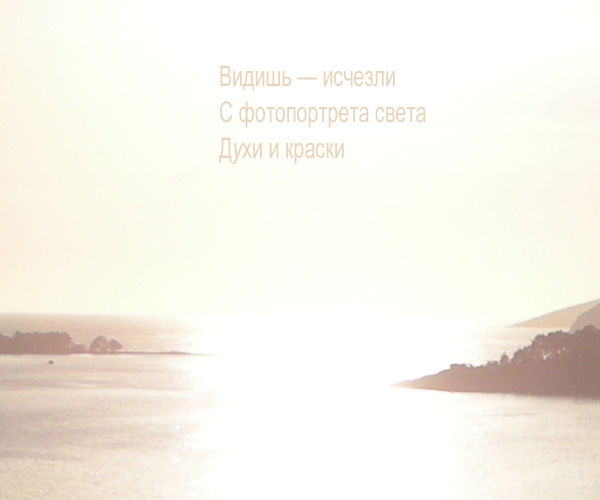 Видишь — исчезли
С фотопортрета света
Духи и краски